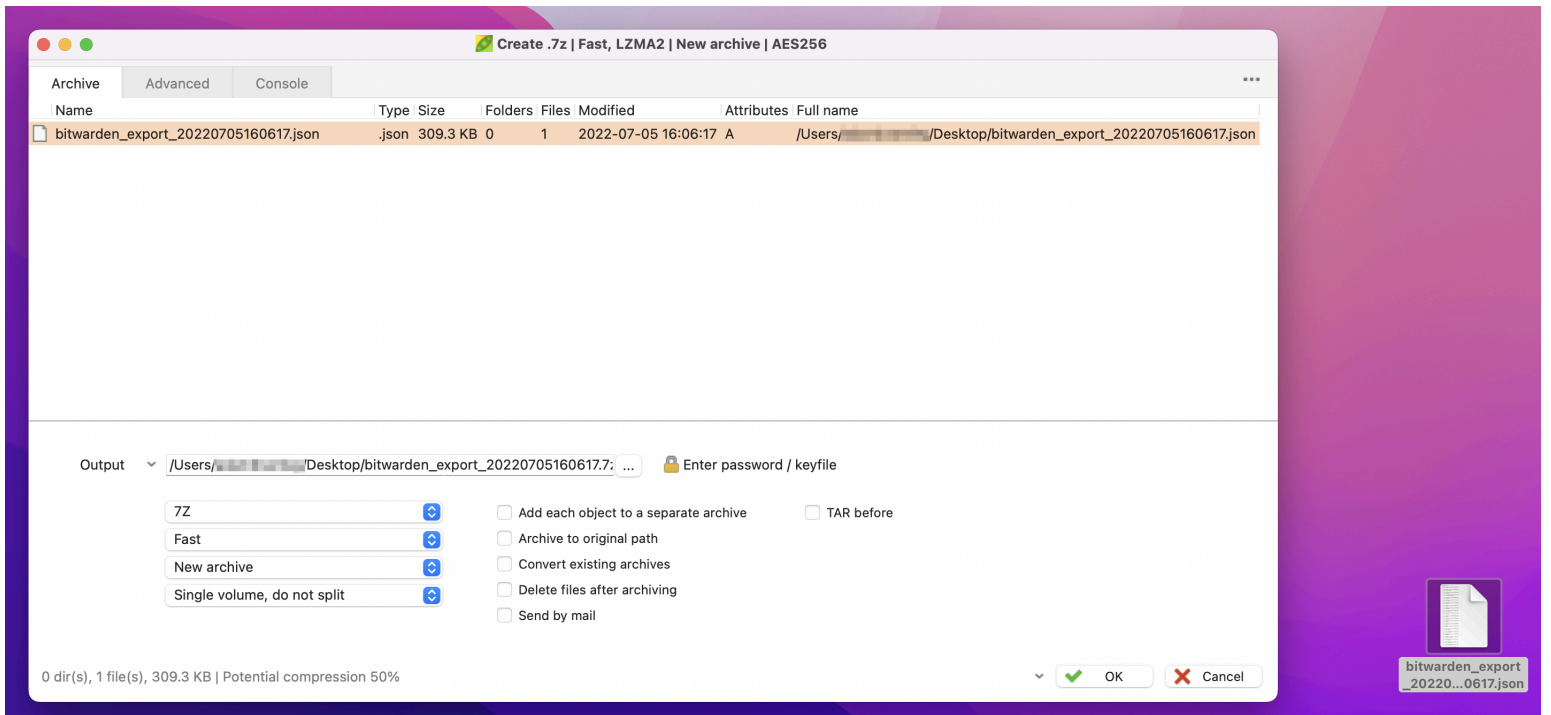 Create .7z | Fast, LZMA2 | New archive | AES256
Archive Advanced Console
Name Type Size Folders Files Modified Attributes Full name
bitwarden_export_20220705160617.json .json 309.3 KB 0 1 2022-07-05 16:06:17 A /Users/ /Desktop/bitwarden_export_20220705160617.json
Output /Users/ /Desktop/bitwarden_export_20220705160617.7z ... Enter password / keyfile
7Z Add each object to a separate archive TAR before
Fast Archive to original path
New archive Convert existing archives
Single volume, do not split Delete files after archiving
Send by mail
0 dir(s), 1 file(s), 309.3 KB | Potential compression 50% OK Cancel
bitwarden_export
_20220...0617.json